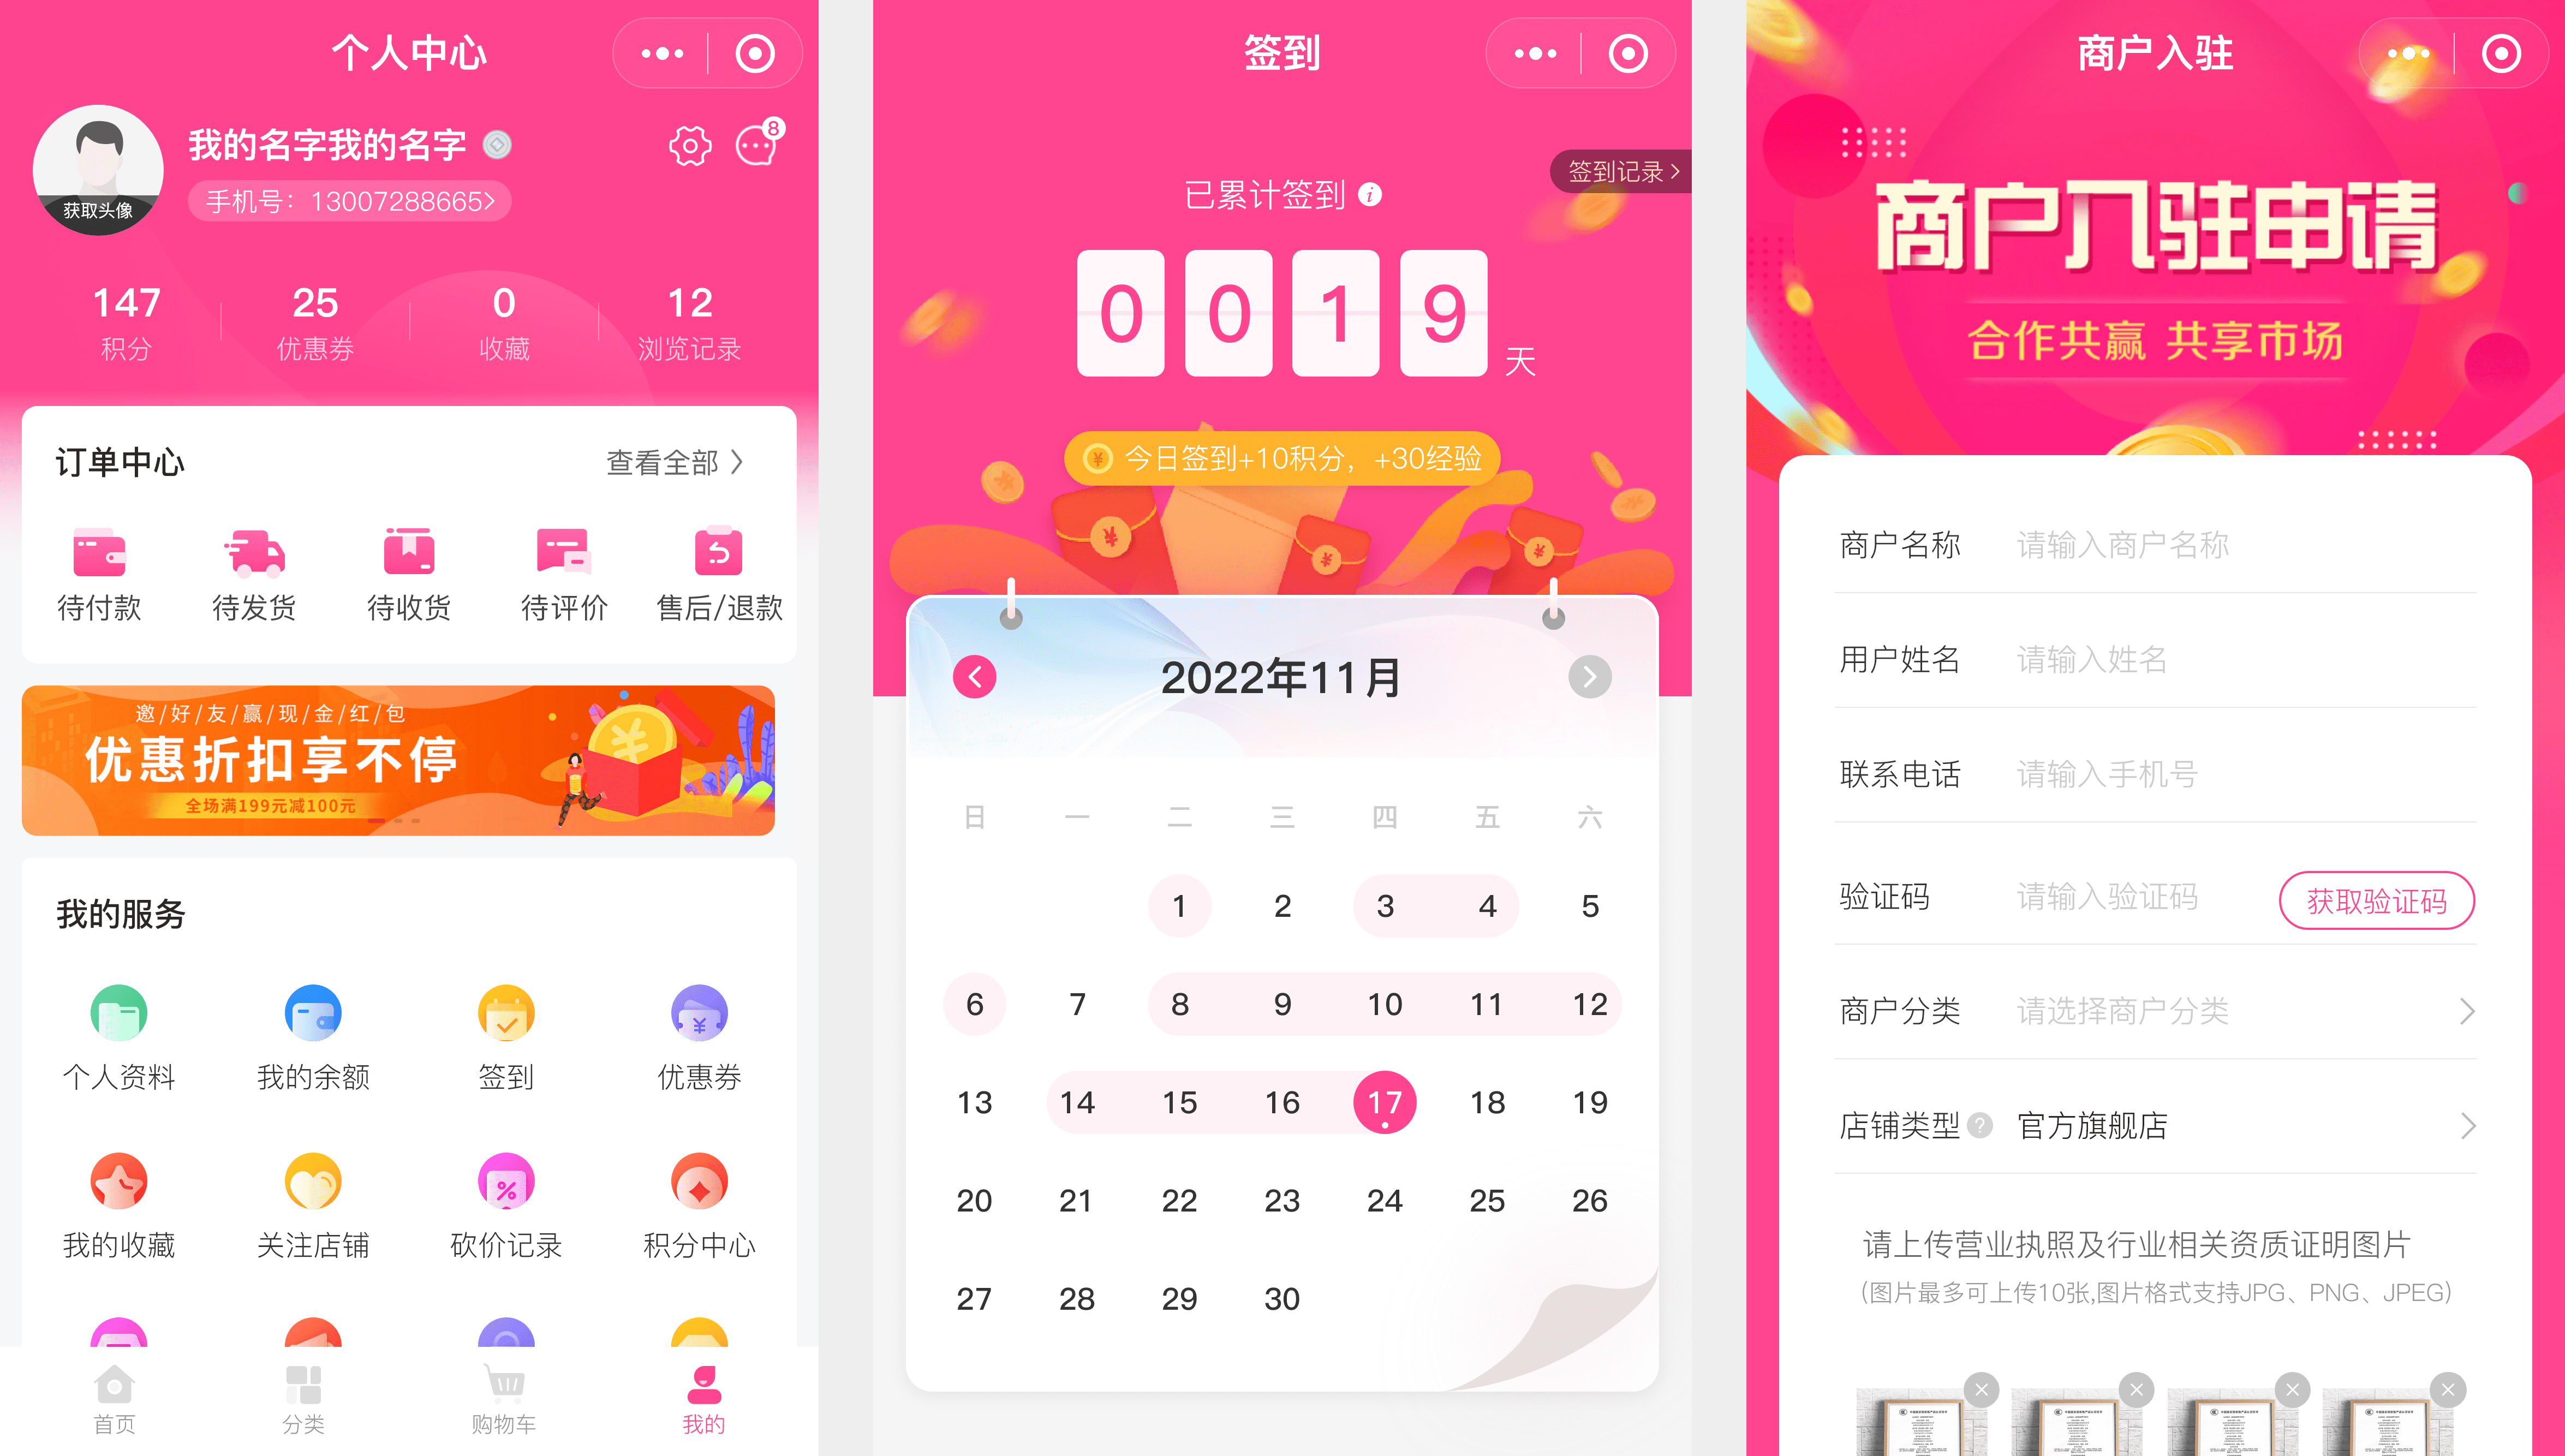 个人中心
我的名字我的名字
8
获取头像
手机号：13007288665>
147 25 0 12
积分 优惠券 收藏 浏览记录
订单中心 查看全部
待付款 待发货 待收货 待评价 售后/退款
邀/好/友/赢/现/金/红/包
优惠折扣享不停
全场满199元减100元
我的服务
个人资料 我的余额 签到 优惠券
我的收藏 关注店铺 砍价记录 积分中心
首页 分类 购物车 我的
签到
签到记录
已累计签到
0 0 1 9 天
今日签到+10积分，+30经验
2022年11月
日 一 二 三 四 五 六
1 2 3 4 5
6 7 8 9 10 11 12
13 14 15 16 17 18 19
20 21 22 23 24 25 26
27 28 29 30
商户入驻
商户入驻申请
合作共赢 共享市场
商户名称 请输入商户名称
用户姓名 请输入姓名
联系电话 请输入手机号
验证码 请输入验证码 获取验证码
商户分类 请选择商户分类
店铺类型 ? 官方旗舰店
请上传营业执照及行业相关资质证明图片
(图片最多可上传10张,图片格式支持JPG、PNG、JPEG)